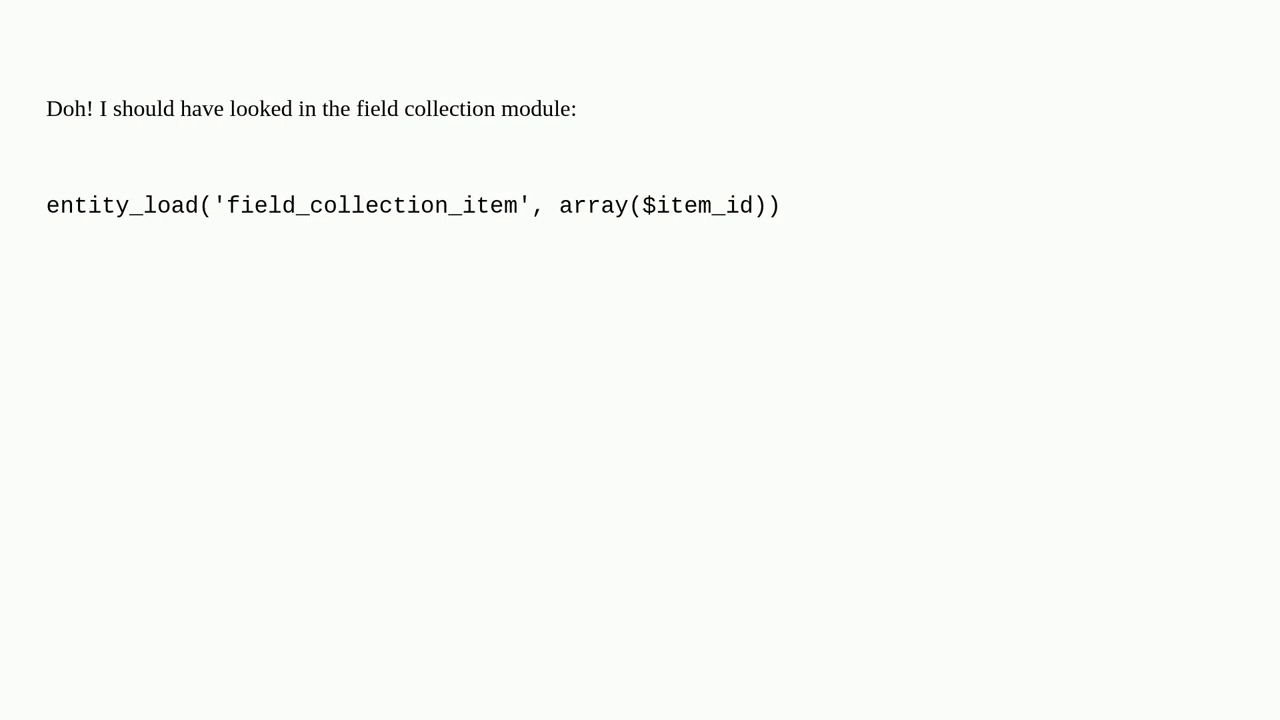 Doh! I should have looked in the field collection module:
entity_load('field_collection_item', array($item_id))